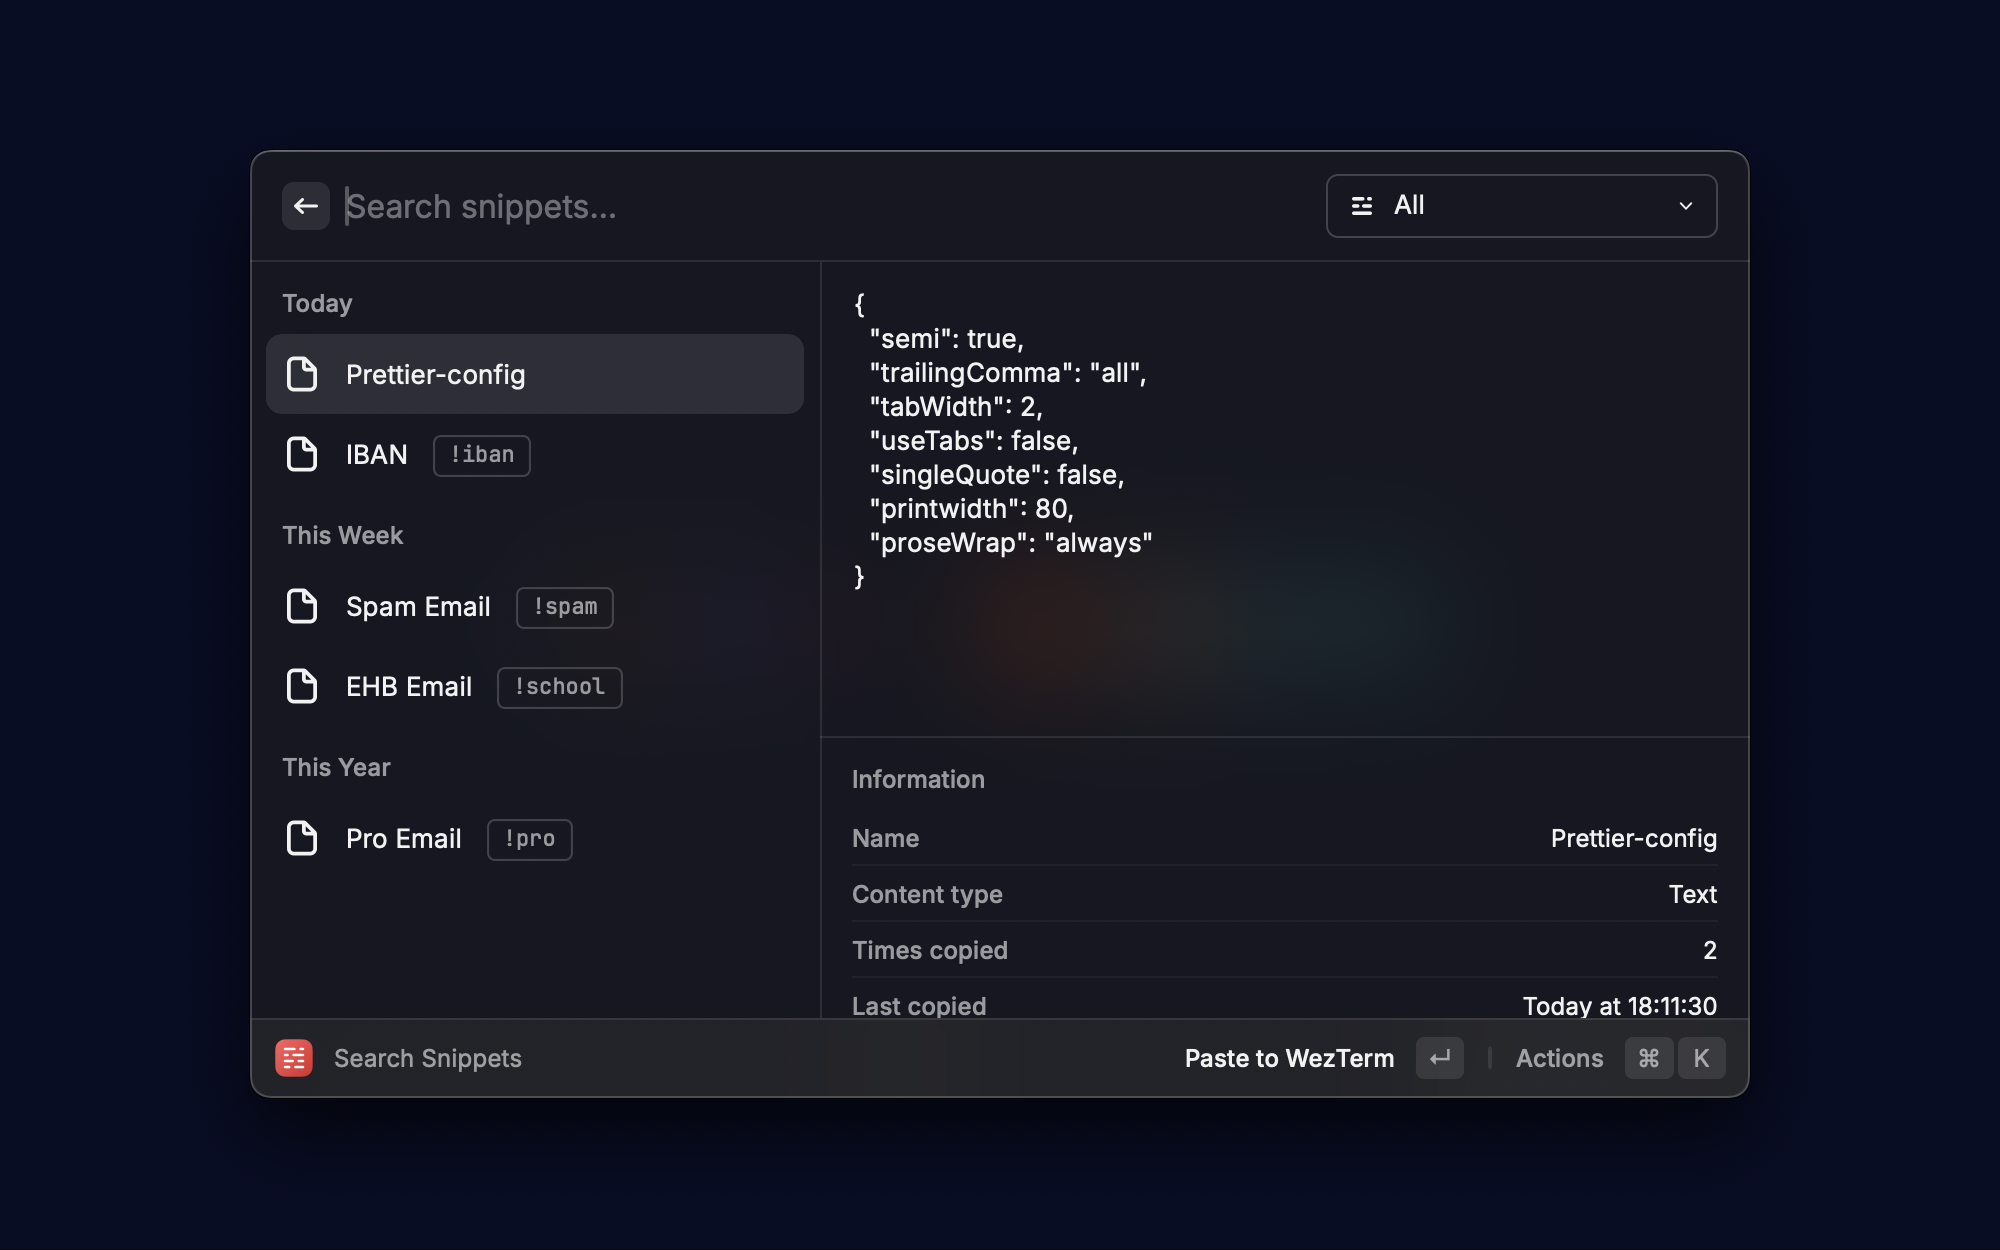 Search snippets...
All
Today
Prettier-config
IBAN !iban
This Week
Spam Email !spam
EHB Email !school
This Year
Pro Email !pro
{
"semi": true,
"trailingComma": "all",
"tabWidth": 2,
"useTabs": false,
"singleQuote": false,
"printwidth": 80,
"proseWrap": "always"
}
Information
Name Prettier-config
Content type Text
Times copied 2
Last copied Today at 18:11:30
Search Snippets
Paste to WezTerm ↵ | Actions ⌘ K